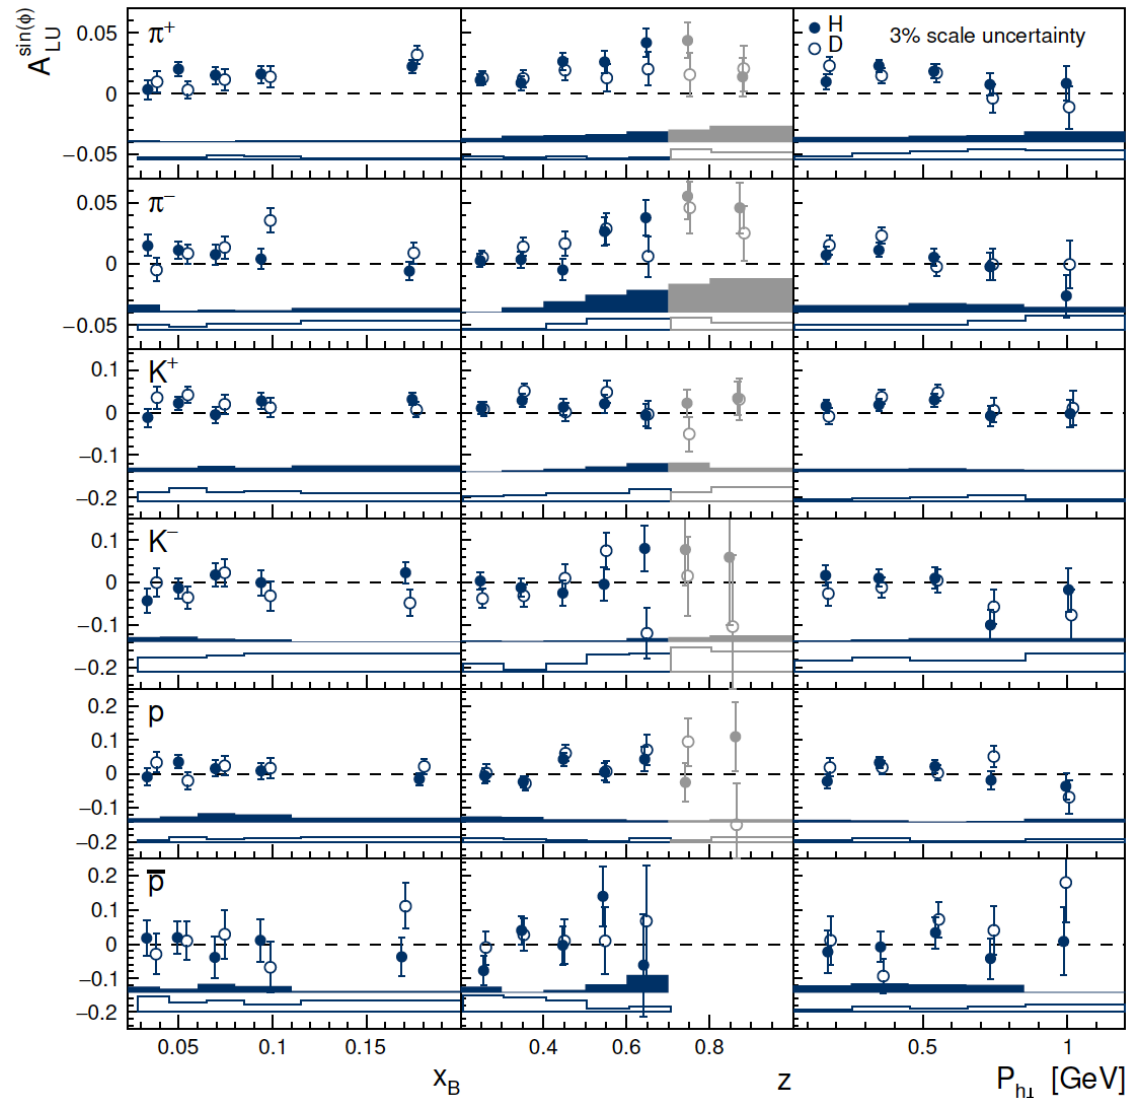 A_LU^sin(ϕ)
π⁺
H
D
3% scale uncertainty
0.05
0
−0.05
π⁻
0.05
0
−0.05
K⁺
0.1
0
−0.1
−0.2
K⁻
0.1
0
−0.1
−0.2
p
0.2
0.1
0
−0.1
−0.2
p̅
0.2
0.1
0
−0.1
−0.2
0.05 0.1 0.15
0.4 0.6 0.8
0.5 1
x_B
z
P_h⊥ [GeV]